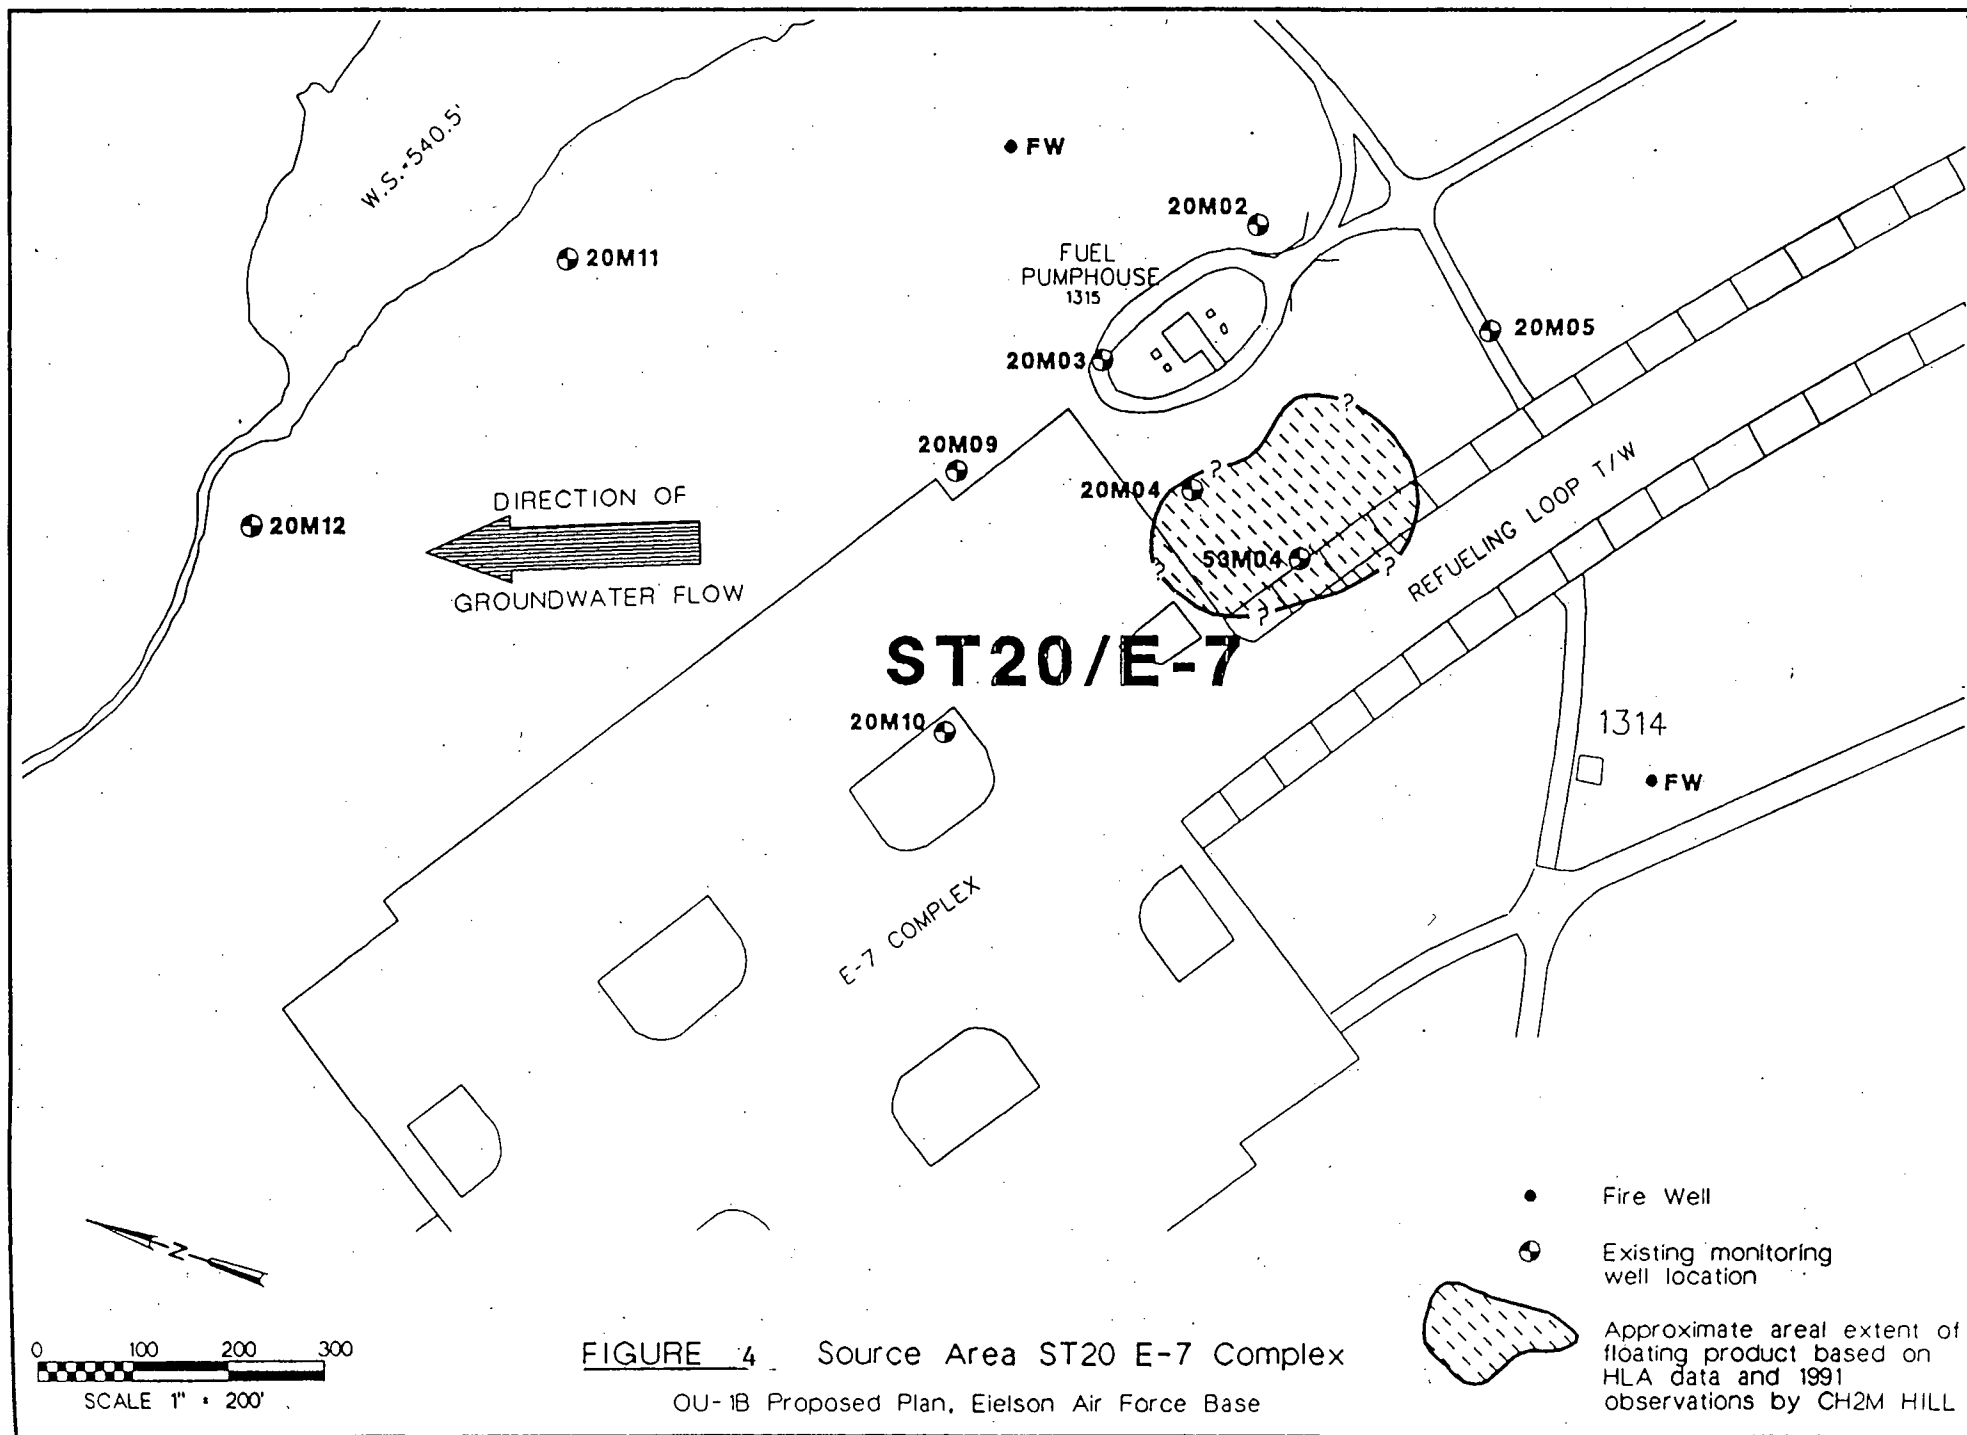 W.S.=540.5'
FW
20M02
20M11
FUEL
PUMPHOUSE
1315
20M05
20M03
?
20M09
?
20M04
REFUELING LOOP T/W
DIRECTION OF
20M12
53M04
?
?
GROUNDWATER FLOW
?
ST20/E-7
20M10
1314
FW
E-7 COMPLEX
Fire Well
N
Existing monitoring
well location
Approximate areal extent of
floating product based on
HLA data and 1991
observations by CH2M HILL
0 100 200 300
SCALE 1" = 200'
FIGURE 4 Source Area ST20 E-7 Complex
OU-1B Proposed Plan, Eielson Air Force Base